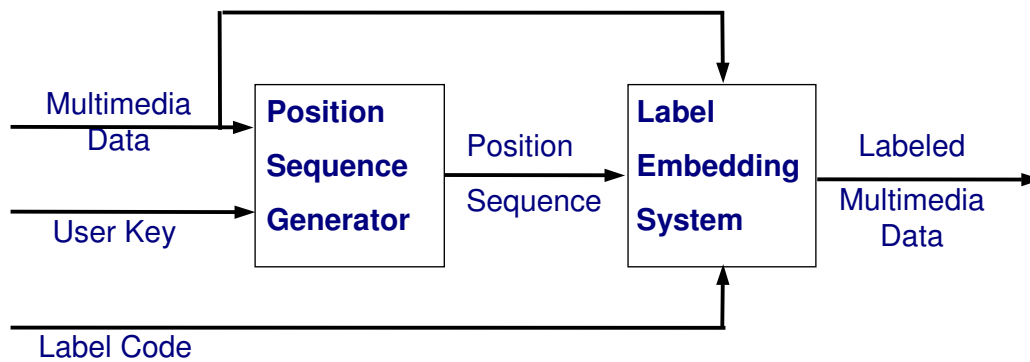 Multimedia
Data
User Key
Label Code
Position
Sequence
Generator
Position
Sequence
Label
Embedding
System
Labeled
Multimedia
Data